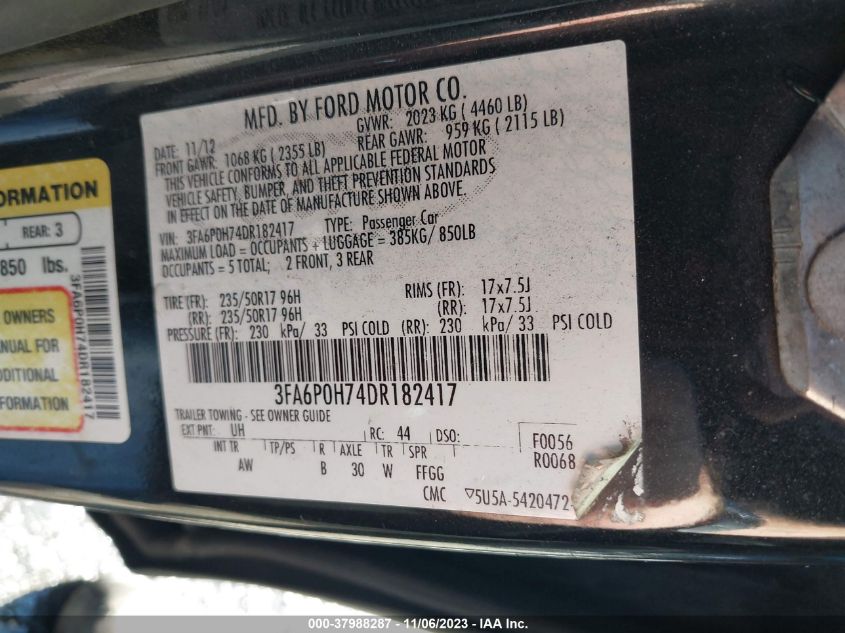 MFD. BY FORD MOTOR CO.
DATE: 11/12 GVWR: 2023 KG ( 4460 LB)
FRONT GAWR: 1068 KG ( 2355 LB) REAR GAWR: 959 KG ( 2115 LB)
THIS VEHICLE CONFORMS TO ALL APPLICABLE FEDERAL MOTOR
VEHICLE SAFETY, BUMPER, AND THEFT PREVENTION STANDARDS
IN EFFECT ON THE DATE OF MANUFACTURE SHOWN ABOVE.
VIN: 3FA6P0H74DR182417 TYPE: Passenger Car
MAXIMUM LOAD = OCCUPANTS + LUGGAGE = 385KG/ 850LB
OCCUPANTS = 5 TOTAL; 2 FRONT, 3 REAR
TIRE (FR): 235/50R17 96H RIMS (FR): 17x7.5J
(RR): 235/50R17 96H (RR): 17x7.5J
PRESSURE (FR): 230 kPa/ 33 PSI COLD (RR): 230 kPa/ 33 PSI COLD
3FA6P0H74DR182417
TRAILER TOWING - SEE OWNER GUIDE
EXT PNT: UH RC: 44 DSO: F0056
R0068
INT TR TP/PS R AXLE TR SPR
AW B 30 W FFGG
CMC ▽5U5A-5420472-
ORMATION
REAR: 3
850 lbs.
OWNERS
ANUAL FOR
DDITIONAL
FORMATION
3FA6P0H74DR182417
000-37988287 - 11/06/2023 - U.S. IAA, Inc.